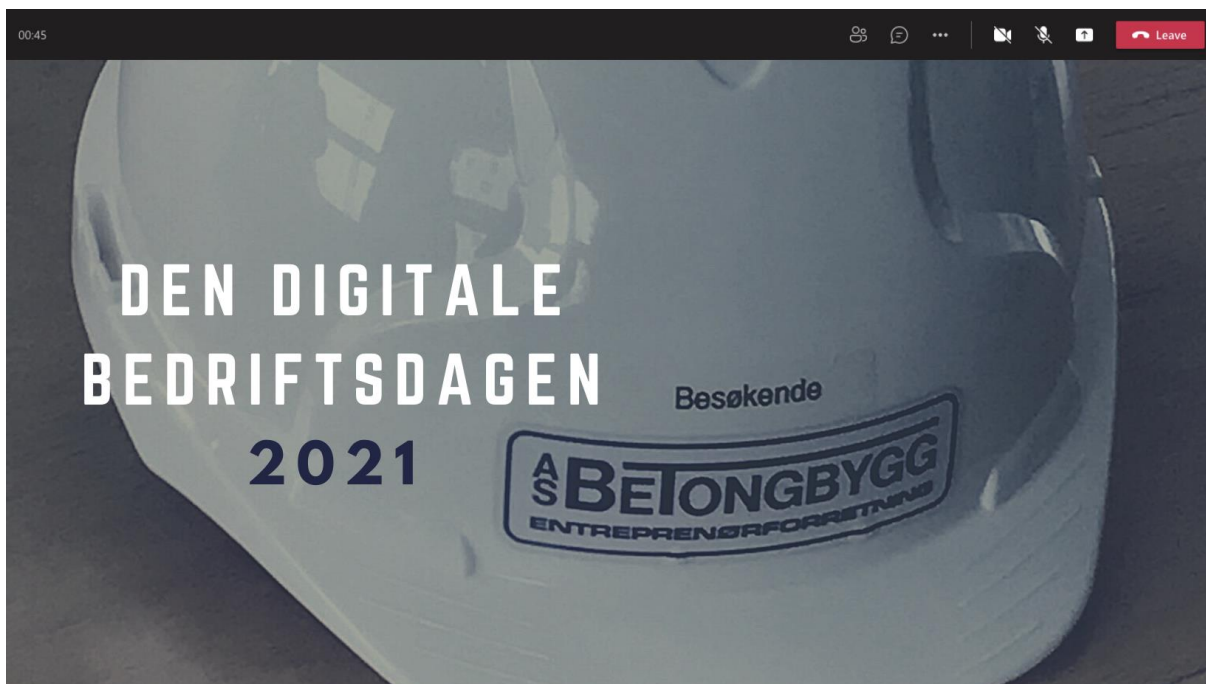 00:45
Leave
DEN DIGITALE
BEDRIFTSDAGEN
2021
Besøkende
AS BETONGBYGG
ENTREPRENØRFORRETNING